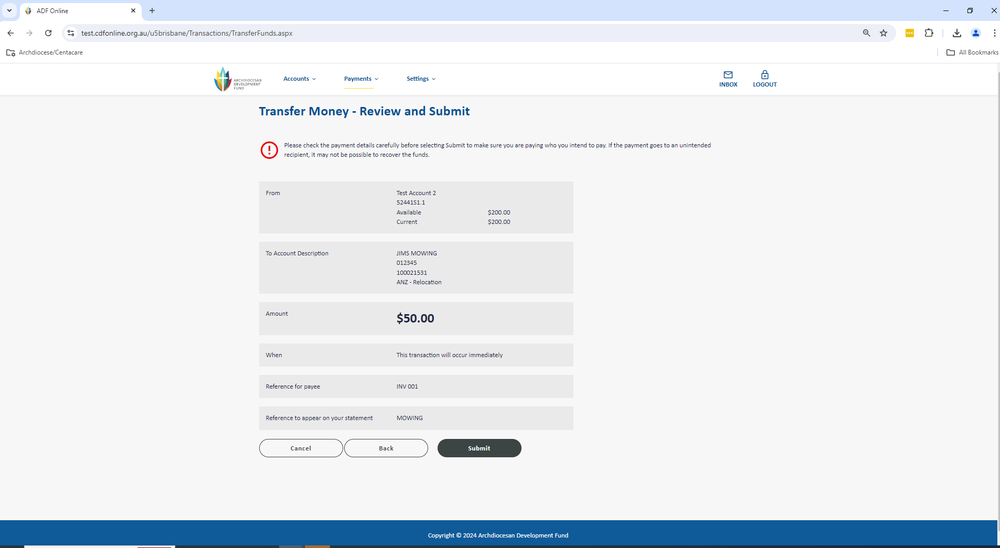 ADF Online
test.cdfonline.org.au/u5brisbane/Transactions/TransferFunds.aspx
Archdiocese/Centacare
All Bookmarks
ARCHDIOCESAN
DEVELOPMENT
FUND
Accounts
Payments
Settings
INBOX
LOGOUT
Transfer Money - Review and Submit
Please check the payment details carefully before selecting Submit to make sure you are paying who you intend to pay. If the payment goes to an unintended
recipient, it may not be possible to recover the funds.
From
Test Account 2
52441S1.1
Available $200.00
Current $200.00
To Account Description
JIMS MOWING
012345
100021531
ANZ - Relocation
Amount
$50.00
When
This transaction will occur immediately
Reference for payee
INV 001
Reference to appear on your statement
MOWING
Cancel
Back
Submit
Copyright © 2024 Archdiocesan Development Fund